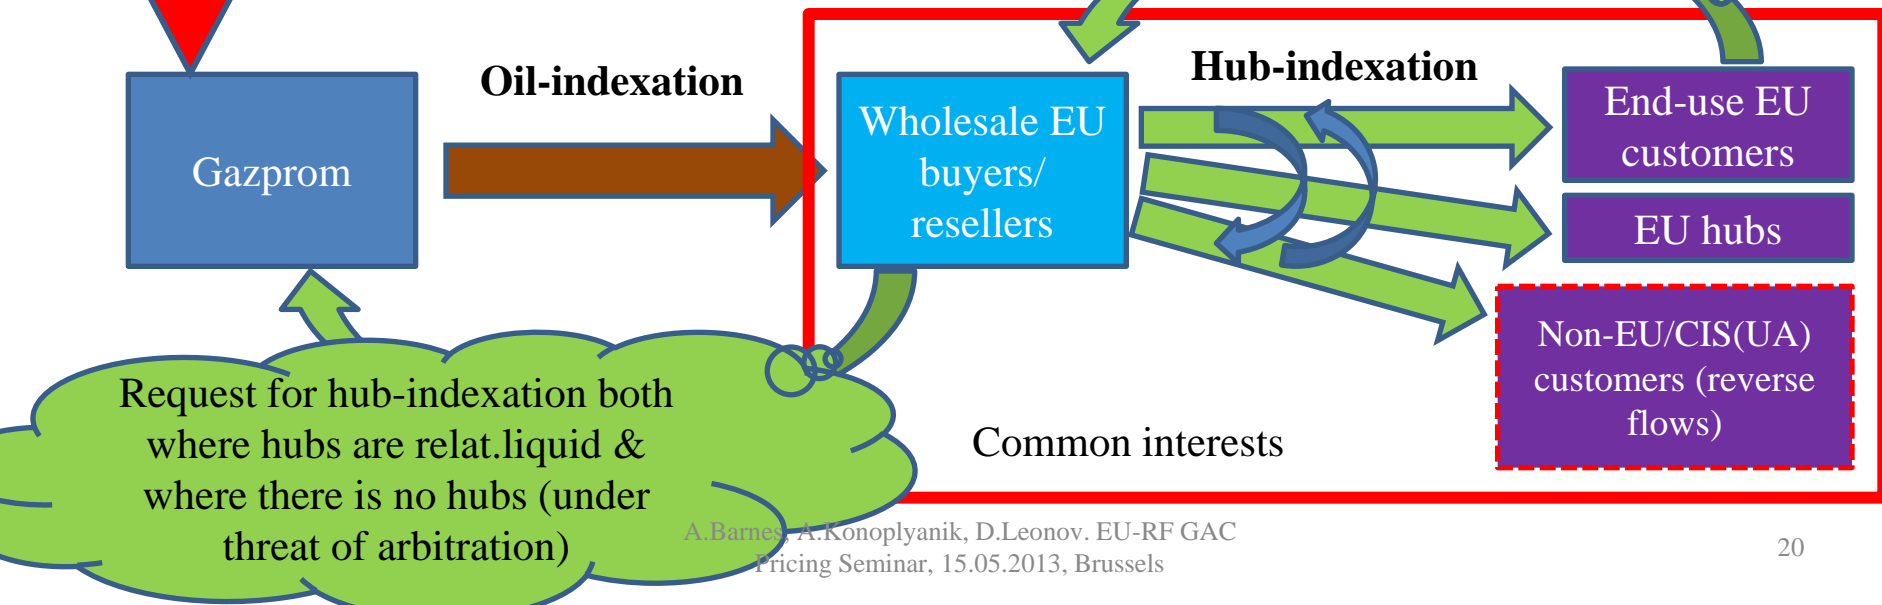 Oil-indexation
Hub-indexation
Gazprom
Wholesale EU
buyers/
resellers
End-use EU
customers
EU hubs
Non-EU/CIS(UA)
customers (reverse
flows)
Request for hub-indexation both
where hubs are relat.liquid &
where there is no hubs (under
threat of arbitration)
Common interests
A.Barnes, A.Konoplyanik, D.Leonov. EU-RF GAC
Pricing Seminar, 15.05.2013, Brussels
20